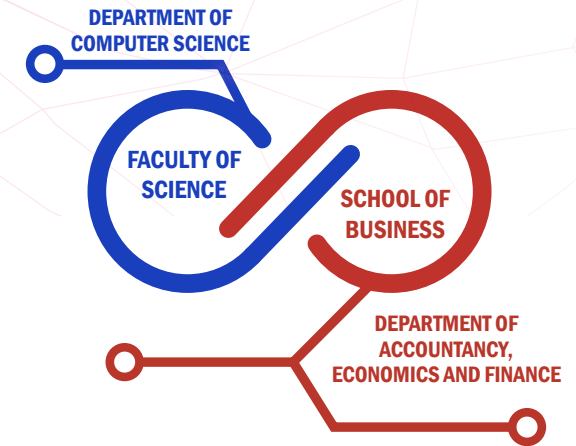 DEPARTMENT OF
COMPUTER SCIENCE
FACULTY OF
SCIENCE
SCHOOL OF
BUSINESS
DEPARTMENT OF
ACCOUNTANCY,
ECONOMICS AND FINANCE